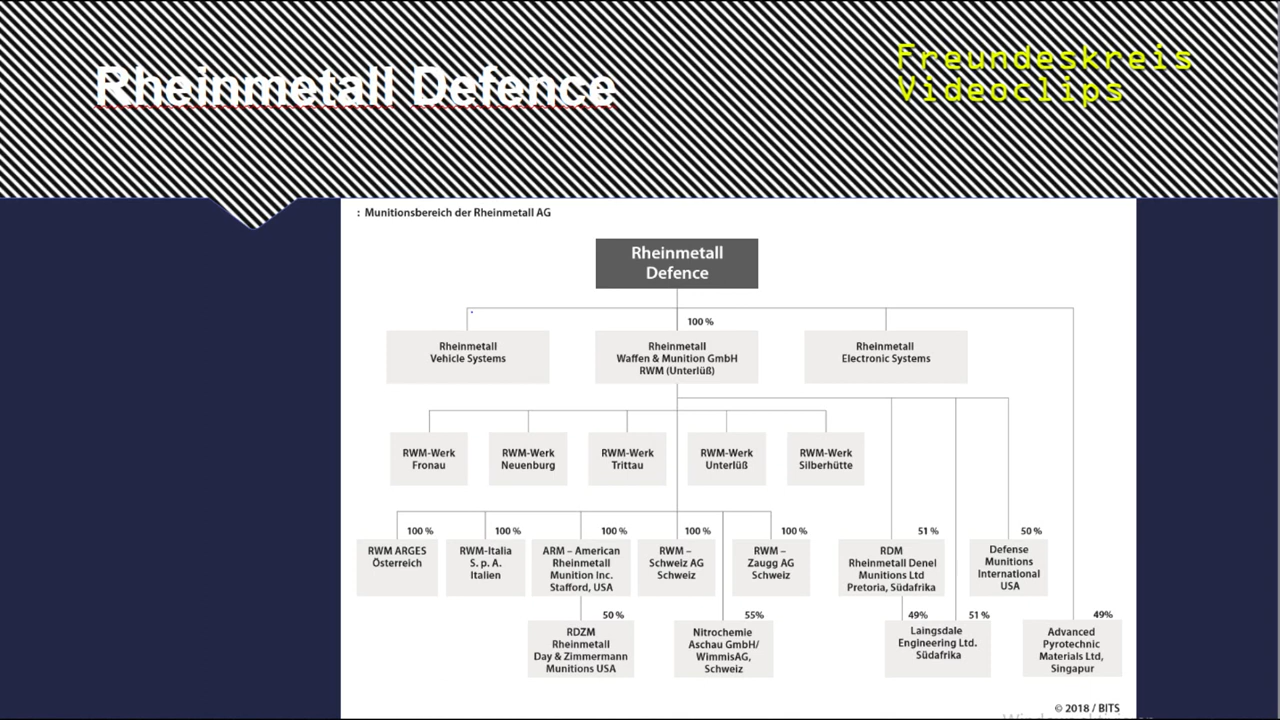 Rheinmetall Defence
Freundeskreis
Videoclips
: Munitionsbereich der Rheinmetall AG
Rheinmetall
Defence
100 %
Rheinmetall
Vehicle Systems
Rheinmetall
Waffen & Munition GmbH
RWM (Unterlüß)
Rheinmetall
Electronic Systems
RWM-Werk
Fronau
RWM-Werk
Neuenburg
RWM-Werk
Trittau
RWM-Werk
Unterlüß
RWM-Werk
Silberhütte
100 %
RWM ARGES
Österreich
100 %
RWM-Italia
S. p. A.
Italien
100 %
ARM – American
Rheinmetall
Munition Inc.
Stafford, USA
100 %
RWM –
Schweiz AG
Schweiz
100 %
RWM –
Zaugg AG
Schweiz
51 %
RDM
Rheinmetall Denel
Munitions Ltd
Pretoria, Südafrika
50 %
Defense
Munitions
International
USA
50 %
RDZM
Rheinmetall
Day & Zimmermann
Munitions USA
55%
Nitrochemie
Aschau GmbH/
WimmisAG,
Schweiz
49%
51 %
Laingsdale
Engineering Ltd.
Südafrika
49%
Advanced
Pyrotechnic
Materials Ltd,
Singapur
© 2018 / BITS